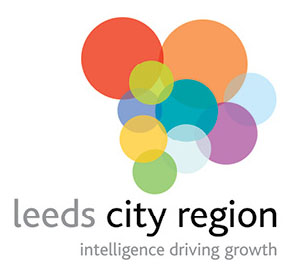 leeds city region
intelligence driving growth